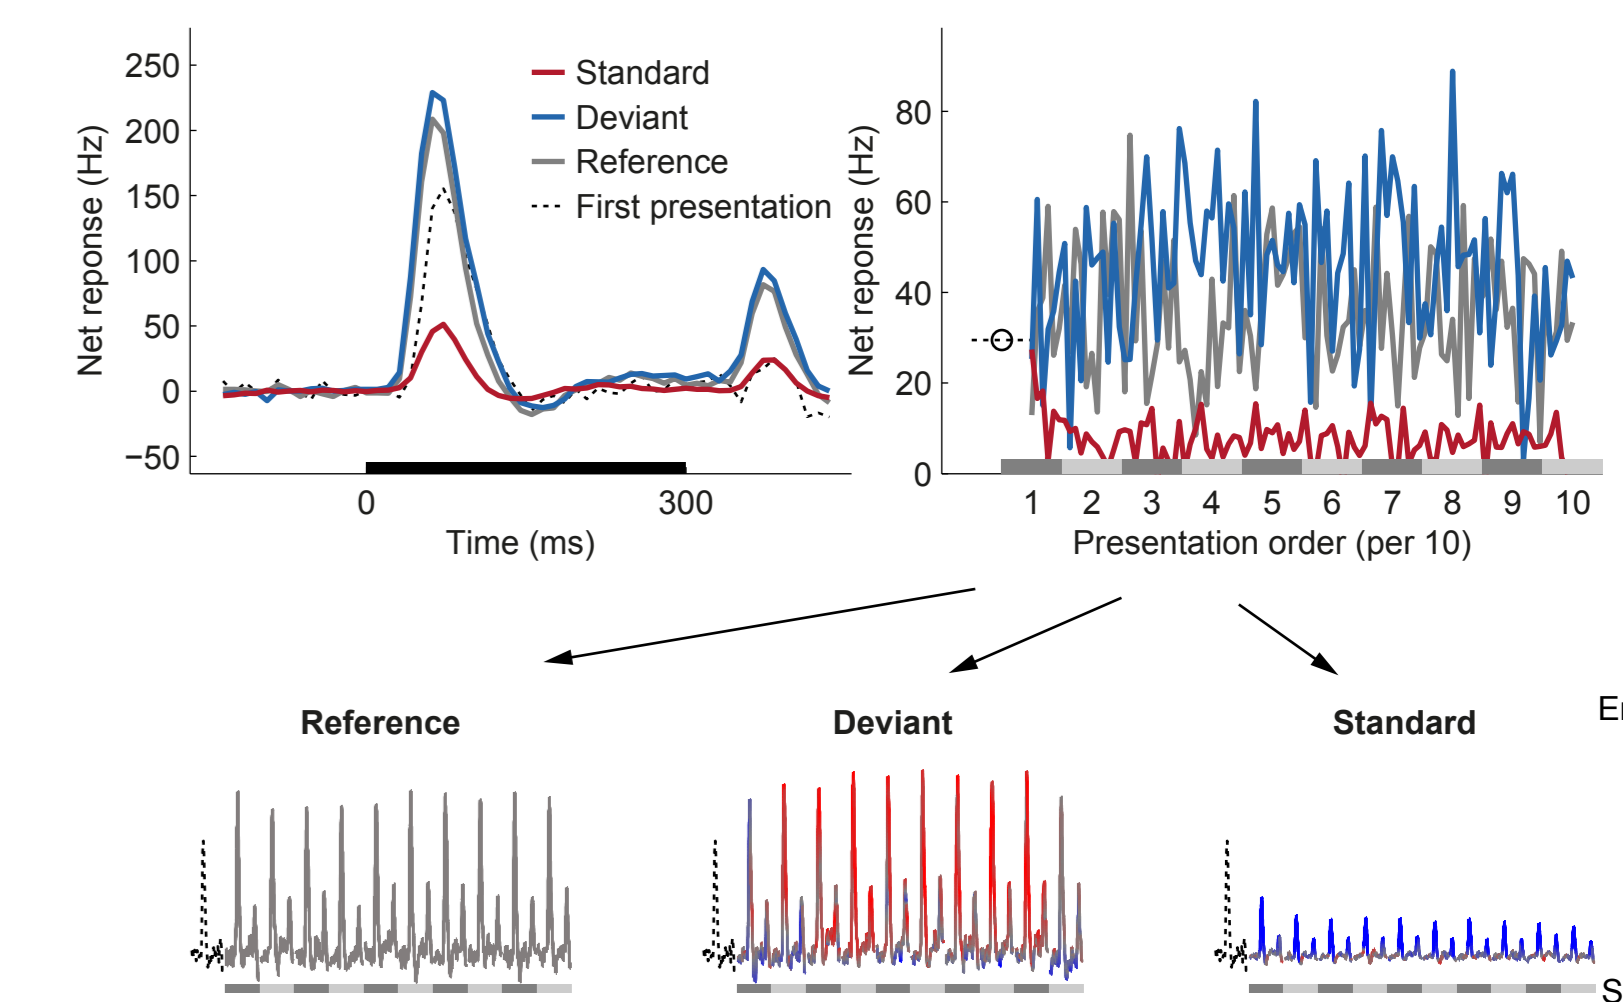 Net reponse (Hz)
250
200
150
100
50
0
−50
Standard
Deviant
Reference
First presentation
0 300
Time (ms)
Net reponse (Hz)
80
60
40
20
0
1 2 3 4 5 6 7 8 9 10
Presentation order (per 10)
Reference Deviant Standard